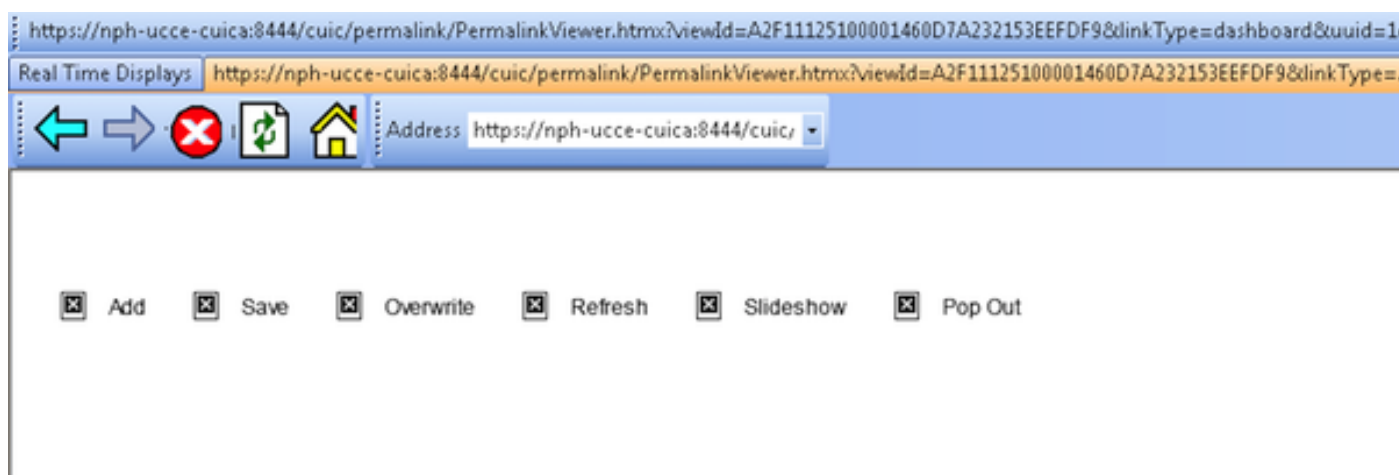 https://nph-ucce-cuica:8444/cuic/permalink/PermalinkViewer.htmx?viewId=A2F11125100001460D7A232153EEFDF9&linkType=dashboard&uuid=1
Real Time Displays https://nph-ucce-cuica:8444/cuic/permalink/PermalinkViewer.htmx?viewId=A2F11125100001460D7A232153EEFDF9&linkType=
Address https://nph-ucce-cuica:8444/cuic/
Add Save Overwrite Refresh Slideshow Pop Out